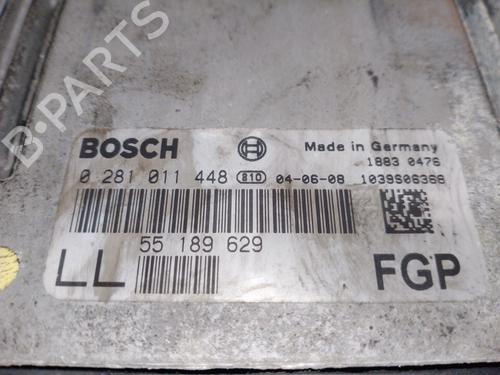 BOSCH
Made in Germany
1883 0476
0 281 011 448 810 04-06-08 1039S06368
55 189 629
LL
FGP
B-PARTS